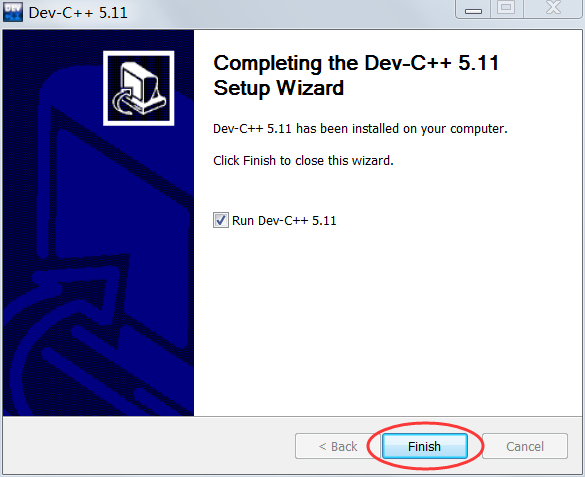 DEV
Dev-C++ 5.11
Completing the Dev-C++ 5.11
Setup Wizard
Dev-C++ 5.11 has been installed on your computer.
Click Finish to close this wizard.
Run Dev-C++ 5.11
< Back
Finish
Cancel